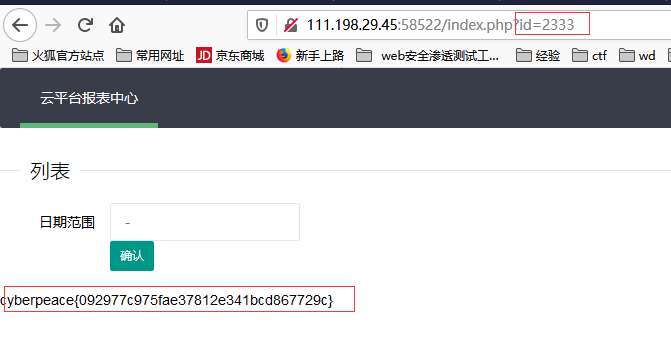 111.198.29.45:58522/index.php?id=2333
火狐官方站点 常用网址 JD 京东商城 新手上路 web安全渗透测试工... 经验 ctf wd
云平台报表中心
列表
日期范围 -
确认
cyberpeace{092977c975fae37812e341bcd867729c}